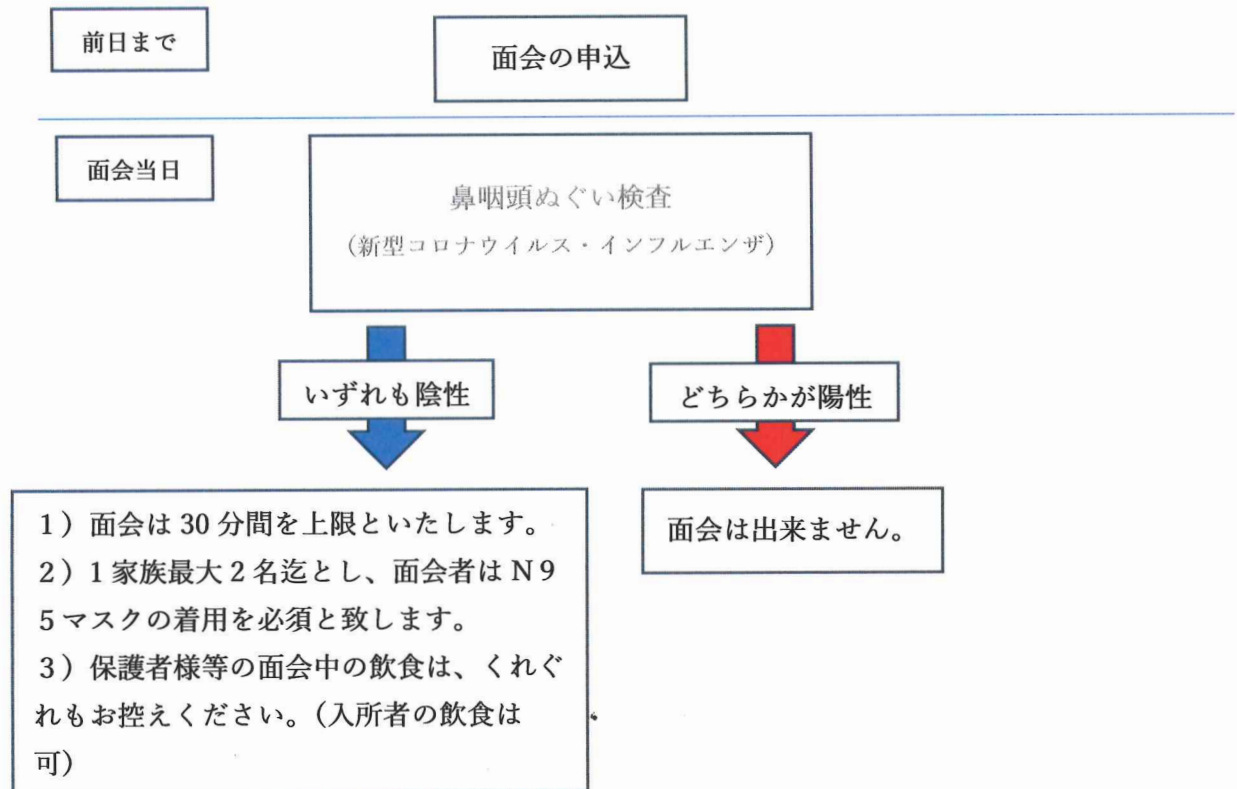 前日まで
面会の申込
面会当日
鼻咽頭ぬぐい検査
(新型コロナウイルス・インフルエンザ)
いずれも陰性
どちらかが陽性
1）面会は 30 分間を上限といたします。
2）1 家族最大 2 名迄とし、面会者は N 9
5 マスクの着用を必須と致します。
3）保護者様等の面会中の飲食は、くれぐ
れもお控えください。(入所者の飲食は
可)
面会は出来ません。